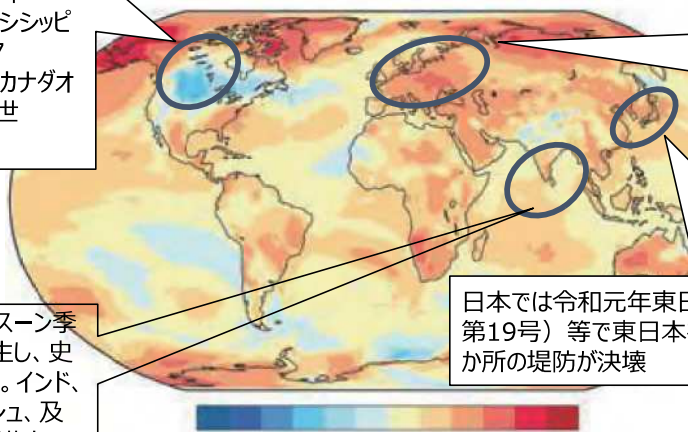 シシッピ
カナダオ
世
日本では令和元年東日
第19号）等で東日本
か所の堤防が決壊
スーン季
生し、史
。インド、
シュ、及